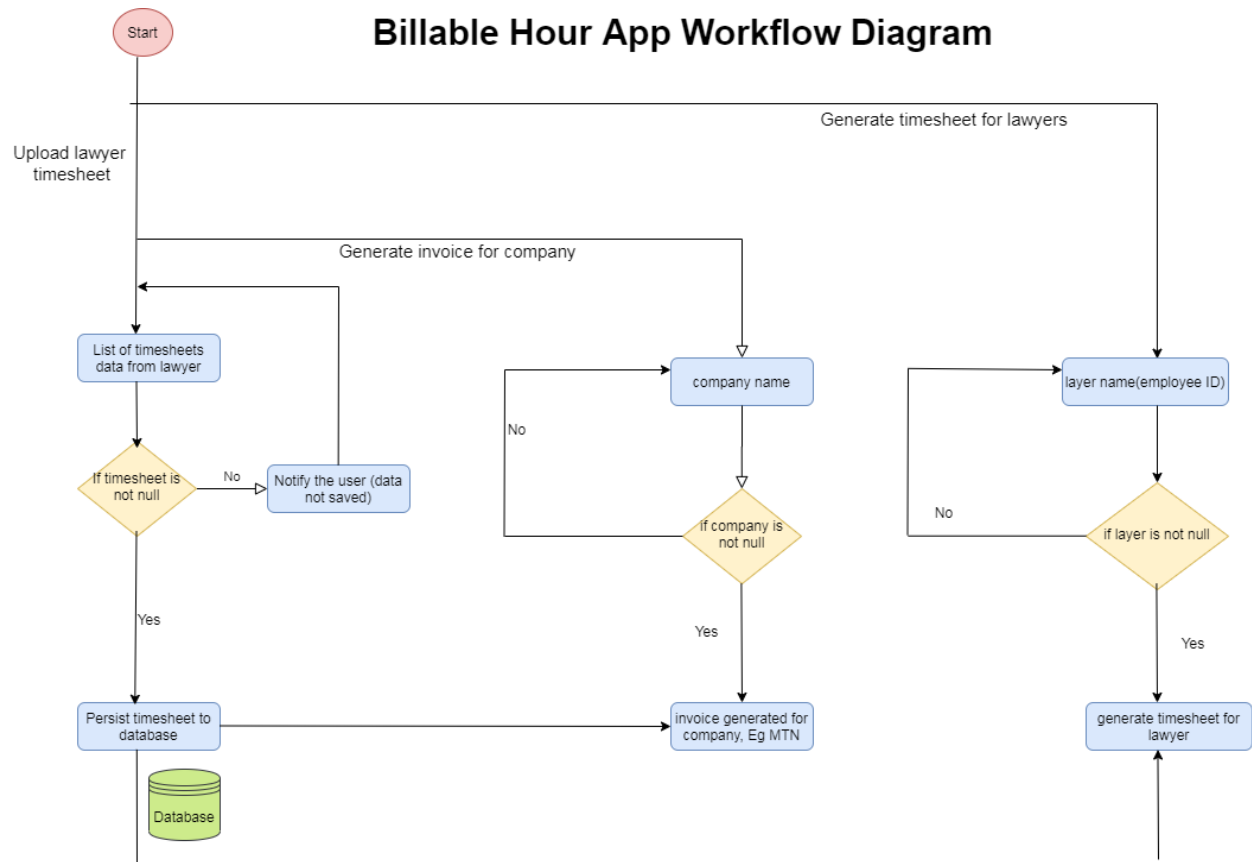 Start
Billable Hour App Workflow Diagram
Generate timesheet for lawyers
Upload lawyer
timesheet
Generate invoice for company
List of timesheets
data from lawyer
company name
layer name(employee ID)
No
If timesheet is
not null
No
Notify the user (data
not saved)
if company is
not null
No
if layer is not null
Yes
Yes
Yes
Persist timesheet to
database
invoice generated for
company, Eg MTN
generate timesheet for
lawyer
Database